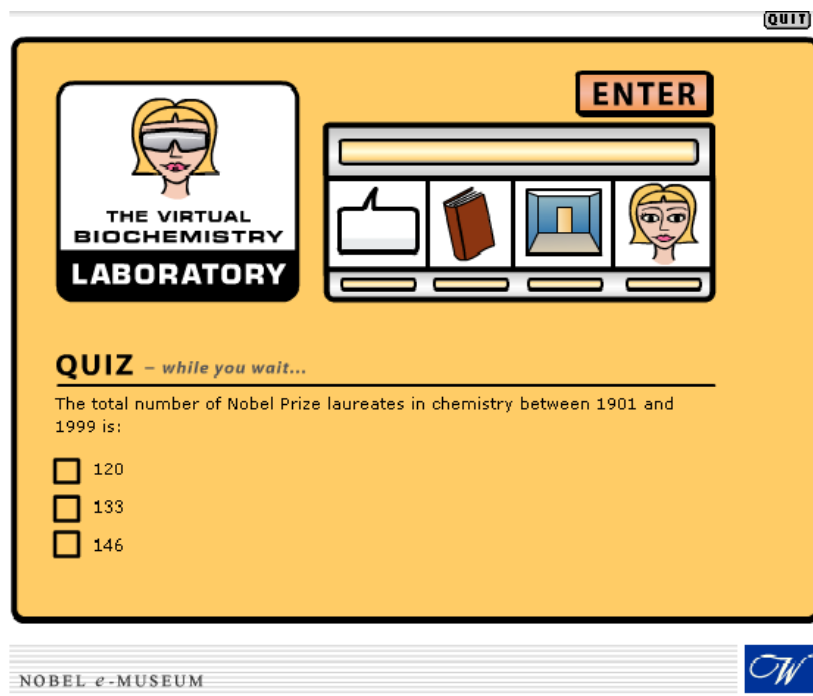 QUIT
ENTER
THE VIRTUAL
BIOCHEMISTRY
LABORATORY
QUIZ – while you wait...
The total number of Nobel Prize laureates in chemistry between 1901 and
1999 is:
120
133
146
NOBEL e-MUSEUM
W